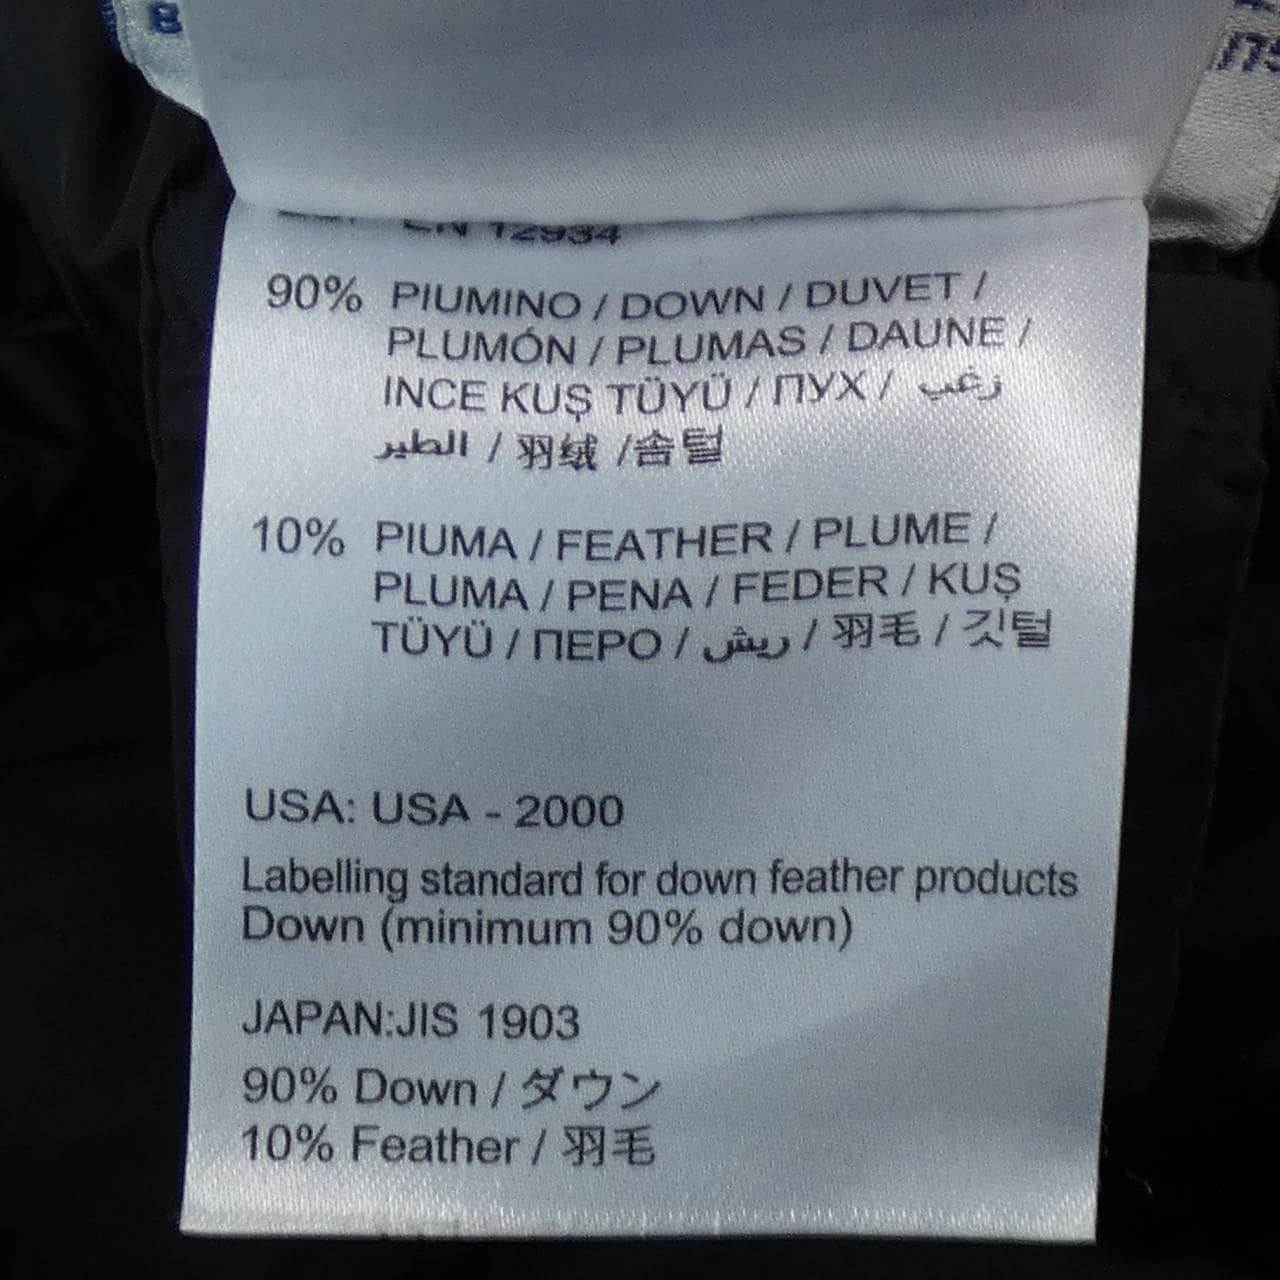 EN 12934
90% PIUMINO / DOWN / DUVET /
PLUMÓN / PLUMAS / DAUNE /
INCE KUŞ TÜYÜ / ПУХ / زغب
الطير / 羽绒 /솜털
10% PIUMA / FEATHER / PLUME /
PLUMA / PENA / FEDER / KUŞ
TÜYÜ / ПЕРО / ريش / 羽毛 / 깃털
USA: USA - 2000
Labelling standard for down feather products
Down (minimum 90% down)
JAPAN:JIS 1903
90% Down / ダウン
10% Feather / 羽毛